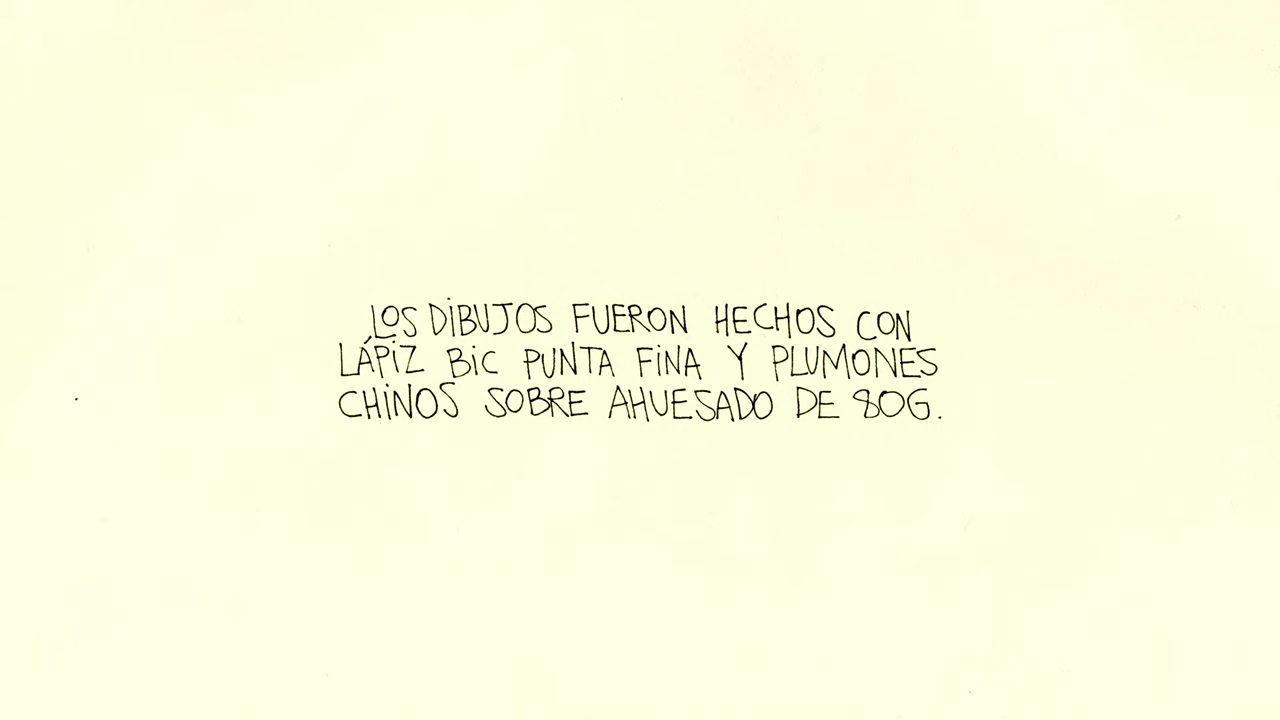 LOS DIBUJOS FUERON HECHOS CON
LÁPIZ BIC PUNTA FINA Y PLUMONES
CHINOS SOBRE AHUESADO DE 80G.